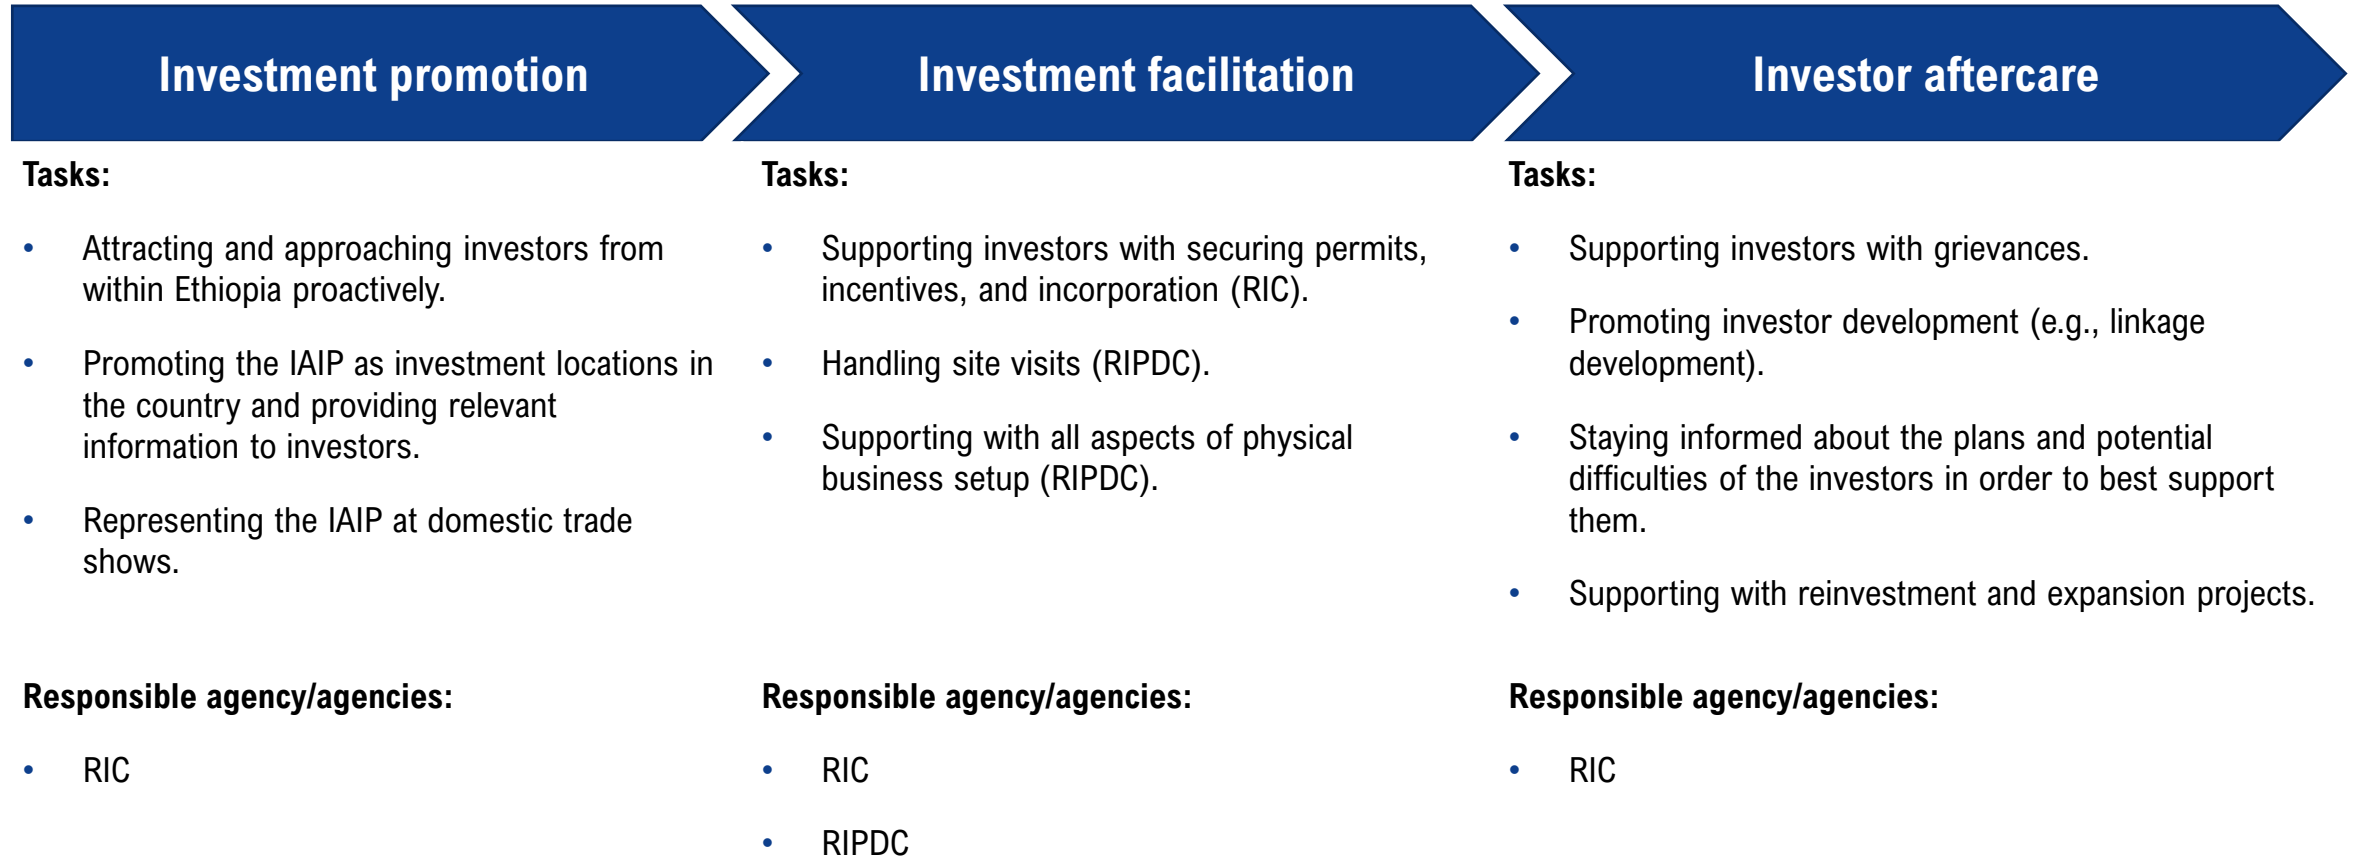 Investment promotion
Tasks:
• Attracting and approaching investors from
within Ethiopia proactively.
• Promoting the IAIP as investment locations in
the country and providing relevant
information to investors.
• Representing the IAIP at domestic trade
shows.
Responsible agency/agencies:
• RIC
Investment facilitation
Tasks:
• Supporting investors with securing permits,
incentives, and incorporation (RIC).
• Handling site visits (RIPDC).
• Supporting with all aspects of physical
business setup (RIPDC).
Responsible agency/agencies:
• RIC
• RIPDC
Investor aftercare
Tasks:
• Supporting investors with grievances.
• Promoting investor development (e.g., linkage
development).
• Staying informed about the plans and potential
difficulties of the investors in order to best support
them.
• Supporting with reinvestment and expansion projects.
Responsible agency/agencies:
• RIC